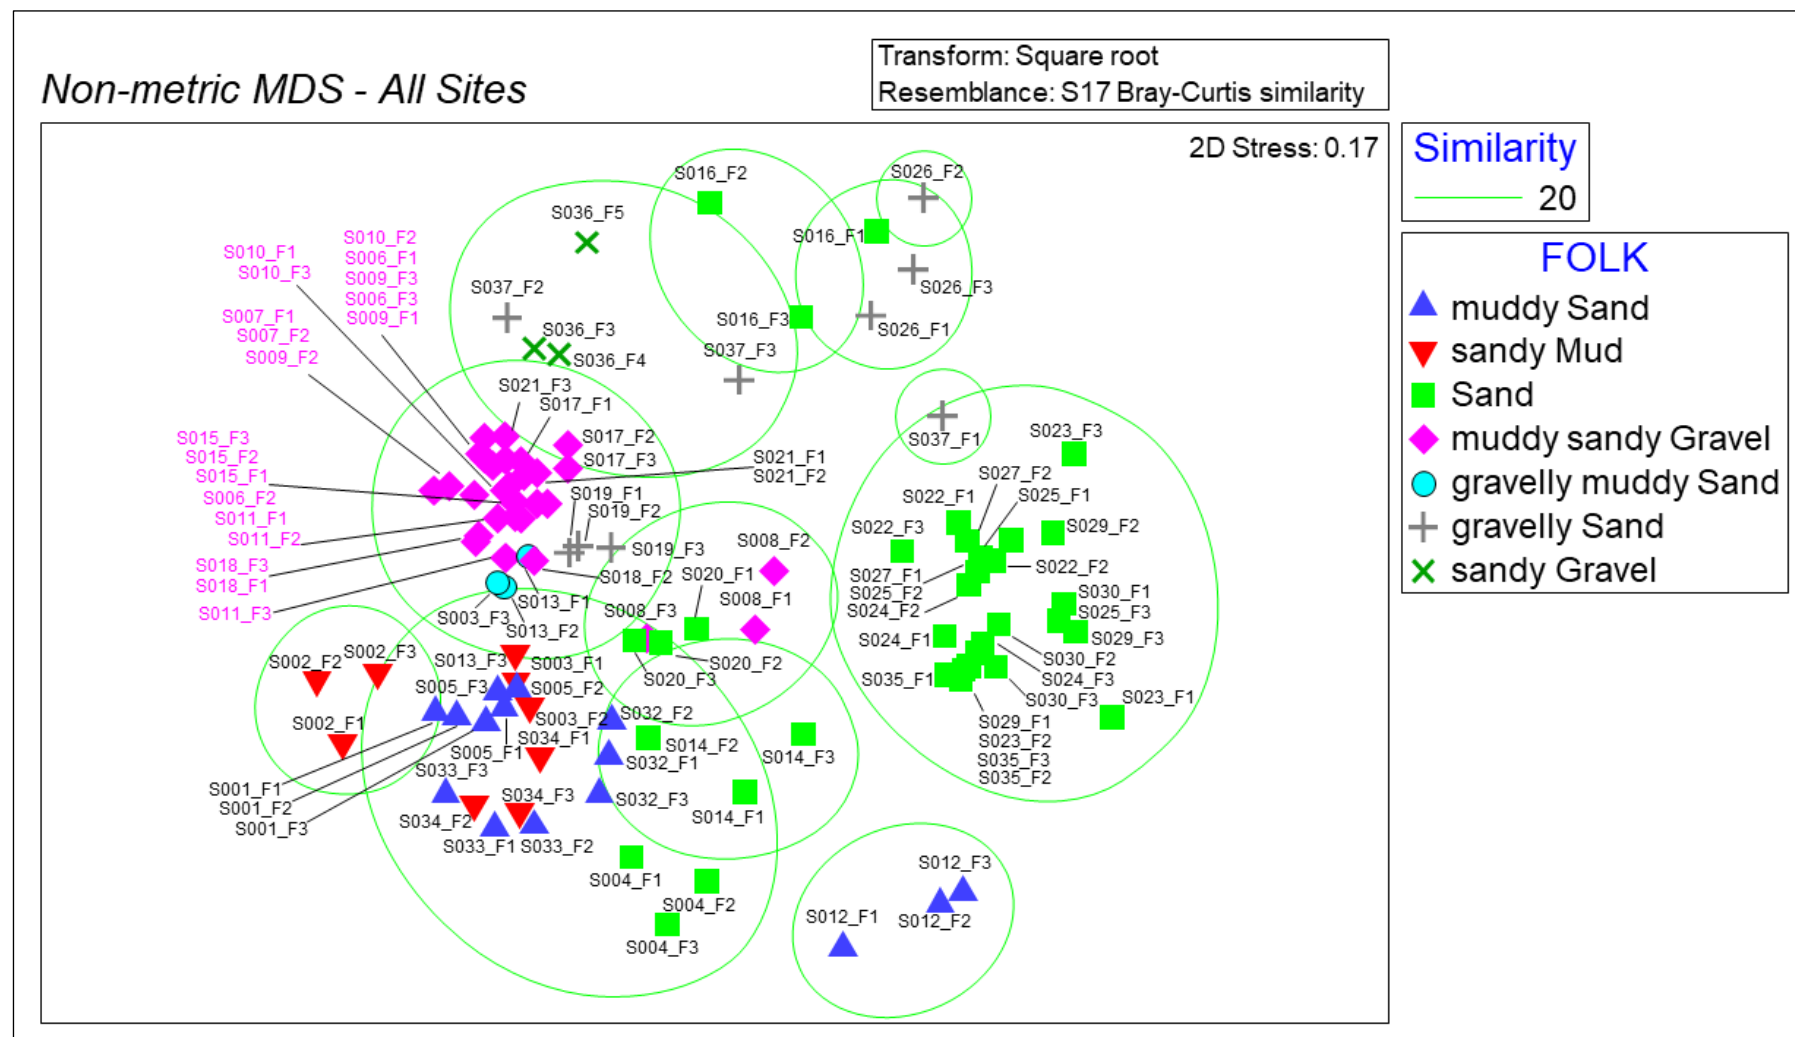 Non-metric MDS - All Sites
Transform: Square root
Resemblance: S17 Bray-Curtis similarity
2D Stress: 0.17
Similarity
20
FOLK
muddy Sand
sandy Mud
Sand
muddy sandy Gravel
gravelly muddy Sand
gravelly Sand
sandy Gravel
S016_F2
S026_F2
S036_F5
S016_F1
S010_F2
S010_F1
S006_F1
S010_F3
S009_F3
S006_F3
S009_F1
S037_F2
S026_F3
S007_F1
S007_F2
S009_F2
S036_F3
S036_F4
S016_F3
S026_F1
S037_F3
S021_F3
S017_F1
S017_F2
S017_F3
S037_F1
S023_F3
S015_F3
S015_F2
S015_F1
S006_F2
S011_F1
S011_F2
S018_F3
S018_F1
S011_F3
S021_F1
S021_F2
S019_F1
S019_F2
S019_F3
S018_F2
S027_F2
S025_F1
S022_F1
S022_F3
S029_F2
S008_F2
S020_F1
S008_F1
S008_F3
S027_F1
S025_F2
S024_F2
S022_F2
S030_F1
S025_F3
S029_F3
S003_F3
S013_F1
S013_F2
S020_F2
S020_F3
S024_F1
S030_F2
S024_F3
S030_F3
S035_F1
S023_F1
S002_F2
S002_F3
S002_F1
S013_F3
S003_F1
S005_F3
S005_F2
S003_F2
S034_F1
S005_F1
S032_F2
S014_F2
S032_F1
S014_F3
S029_F1
S023_F2
S035_F3
S035_F2
S033_F3
S001_F1
S001_F2
S001_F3
S034_F3
S032_F3
S014_F1
S034_F2
S033_F1
S033_F2
S004_F1
S004_F2
S004_F3
S012_F3
S012_F1
S012_F2